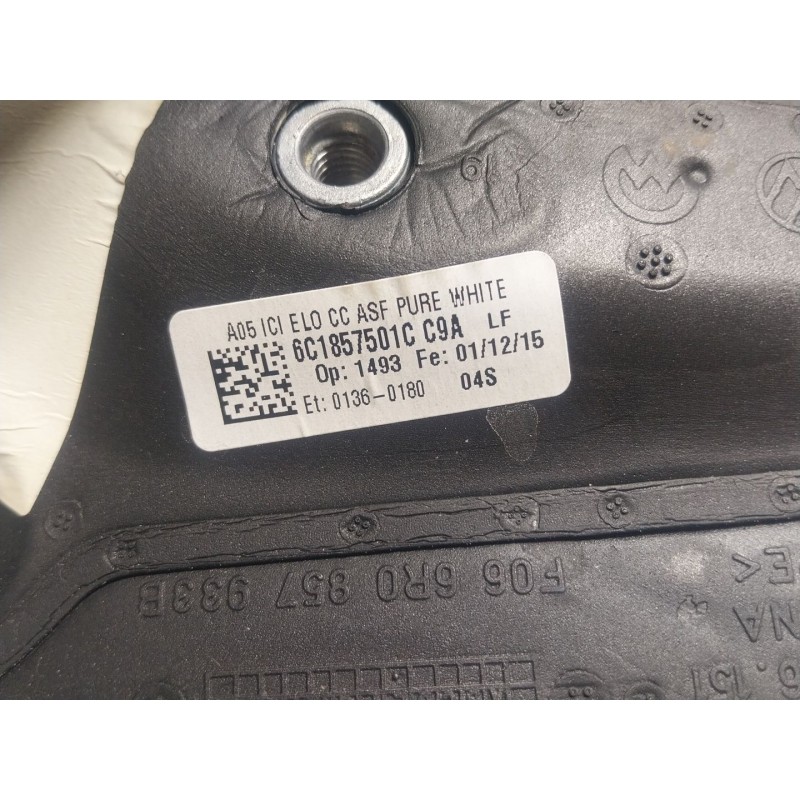 A05 ICI ELO CC ASF PURE WHITE
6C1857501C C9A LF
Op: 1493 Fe: 01/12/15
Et: 0136-0180 04S
F06 6R0 857 933B